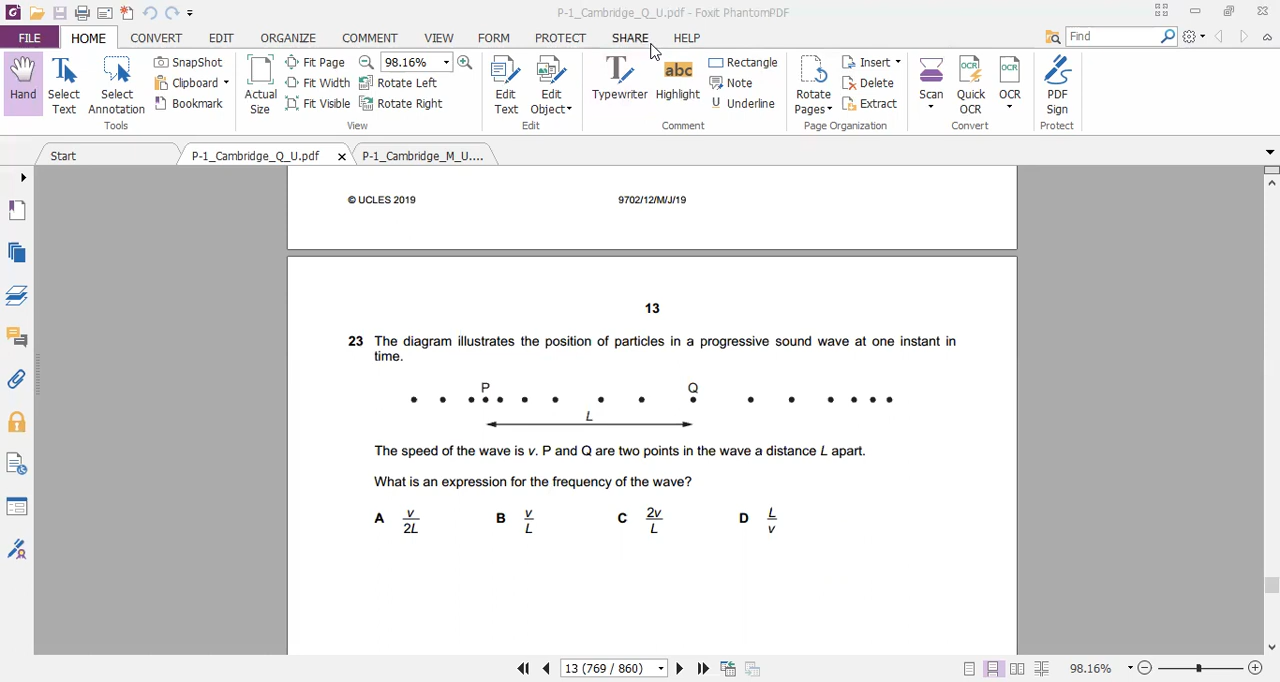 P-1_Cambridge_Q_U.pdf - Foxit PhantomPDF
FILE HOME CONVERT EDIT ORGANIZE COMMENT VIEW FORM PROTECT SHARE HELP Find
Hand
Select Text
Select Annotation
SnapShot
Clipboard
Bookmark
Tools
Actual Size
Fit Page
Fit Width
Fit Visible
98.16%
Rotate Left
Rotate Right
View
Edit Text
Edit Object
Edit
Typewriter
abc
Highlight
Rectangle
Note
U Underline
Comment
Rotate Pages
Insert
Delete
Extract
Page Organization
Scan
OCR
Quick OCR
OCR
OCR
Convert
PDF Sign
Protect
Start P-1_Cambridge_Q_U.pdf P-1_Cambridge_M_U....
© UCLES 2019 9702/12/M/J/19
13
23 The diagram illustrates the position of particles in a progressive sound wave at one instant in
time.
P Q
L
The speed of the wave is v. P and Q are two points in the wave a distance L apart.
What is an expression for the frequency of the wave?
A v/2L B v/L C 2v/L D L/v
13 (769 / 860) 98.16%